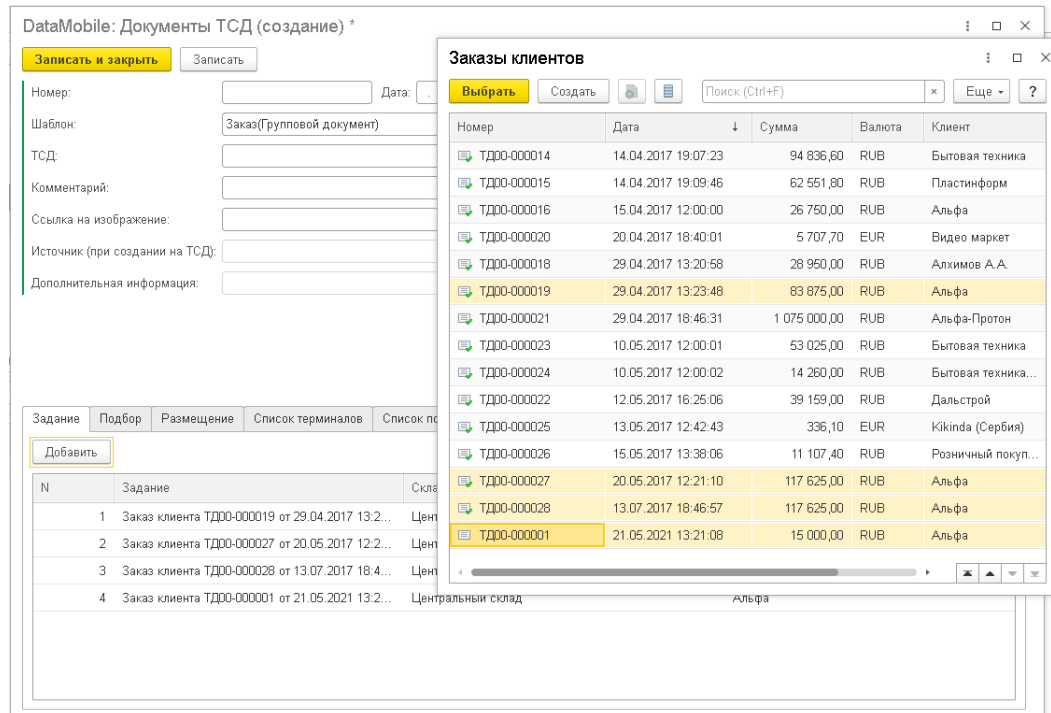 DataMobile: Документы ТСД (создание) *
Записать и закрыть Записать
Номер: Дата: .
Шаблон: Заказ(Групповой документ)
ТСД:
Комментарий:
Ссылка на изображение:
Источник (при создании на ТСД):
Дополнительная информация:
Задание Подбор Размещение Список терминалов Список по
Добавить
N Задание Скла
1 Заказ клиента ТД00-000019 от 29.04.2017 13:2... Цент
2 Заказ клиента ТД00-000027 от 20.05.2017 12:2... Цент
3 Заказ клиента ТД00-000028 от 13.07.2017 18:4... Цент
4 Заказ клиента ТД00-000001 от 21.05.2021 13:2... Центральный склад Альфа
Заказы клиентов
Выбрать Создать Поиск (Ctrl+F) × Еще ?
Номер Дата ↓ Сумма Валюта Клиент
ТД00-000014 14.04.2017 19:07:23 94 836,60 RUB Бытовая техника
ТД00-000015 14.04.2017 19:09:46 62 551,80 RUB Пластинформ
ТД00-000016 15.04.2017 12:00:00 26 750,00 RUB Альфа
ТД00-000020 20.04.2017 18:40:01 5 707,70 EUR Видео маркет
ТД00-000018 29.04.2017 13:20:58 28 950,00 RUB Алхимов А.А.
ТД00-000019 29.04.2017 13:23:48 83 875,00 RUB Альфа
ТД00-000021 29.04.2017 18:46:31 1 075 000,00 RUB Альфа-Протон
ТД00-000023 10.05.2017 12:00:01 53 025,00 RUB Бытовая техника
ТД00-000024 10.05.2017 12:00:02 14 260,00 RUB Бытовая техника...
ТД00-000022 12.05.2017 16:25:06 39 159,00 RUB Дальстрой
ТД00-000025 13.05.2017 12:42:43 336,10 EUR Kikinda (Сербия)
ТД00-000026 15.05.2017 13:38:06 11 107,40 RUB Розничный покуп...
ТД00-000027 20.05.2017 12:21:10 117 625,00 RUB Альфа
ТД00-000028 13.07.2017 18:46:57 117 625,00 RUB Альфа
ТД00-000001 21.05.2021 13:21:08 15 000,00 RUB Альфа